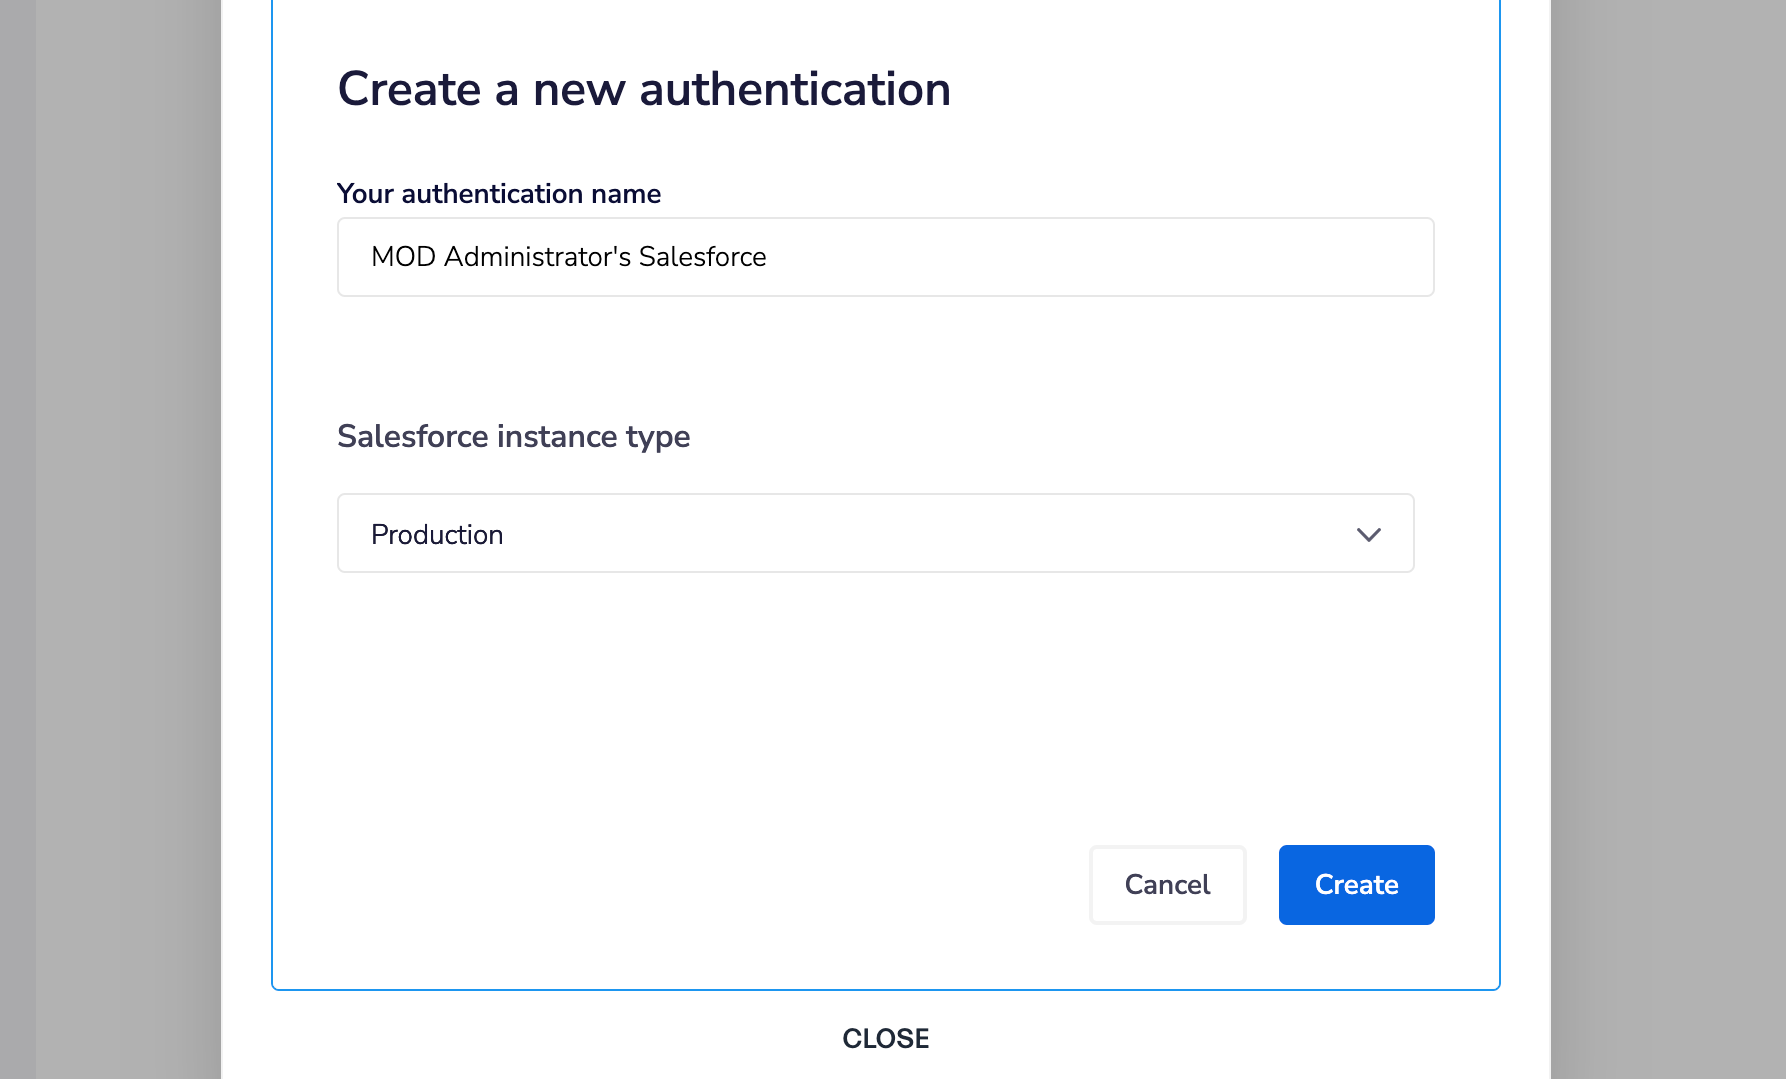 Create a new authentication
Your authentication name
MOD Administrator's Salesforce
Salesforce instance type
Production
Cancel
Create
CLOSE